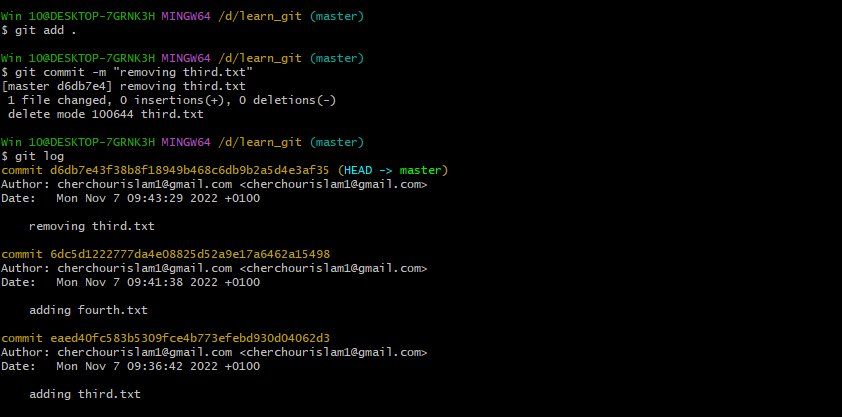 Win 10@DESKTOP-7GRNK3H MINGW64 /d/learn_git (master)
$ git add .
Win 10@DESKTOP-7GRNK3H MINGW64 /d/learn_git (master)
$ git commit -m "removing third.txt"
[master d6db7e4] removing third.txt
 1 file changed, 0 insertions(+), 0 deletions(-)
 delete mode 100644 third.txt
Win 10@DESKTOP-7GRNK3H MINGW64 /d/learn_git (master)
$ git log
commit d6db7e43f38b8f18949b468c6db9b2a5d4e3af35 (HEAD -> master)
Author: cherchourislam1@gmail.com <cherchourislam1@gmail.com>
Date:   Mon Nov 7 09:43:29 2022 +0100
    removing third.txt
commit 6dc5d1222777da4e08825d52a9e17a6462a15498
Author: cherchourislam1@gmail.com <cherchourislam1@gmail.com>
Date:   Mon Nov 7 09:41:38 2022 +0100
    adding fourth.txt
commit eaed40fc583b5309fce4b773efebd930d04062d3
Author: cherchourislam1@gmail.com <cherchourislam1@gmail.com>
Date:   Mon Nov 7 09:36:42 2022 +0100
    adding third.txt